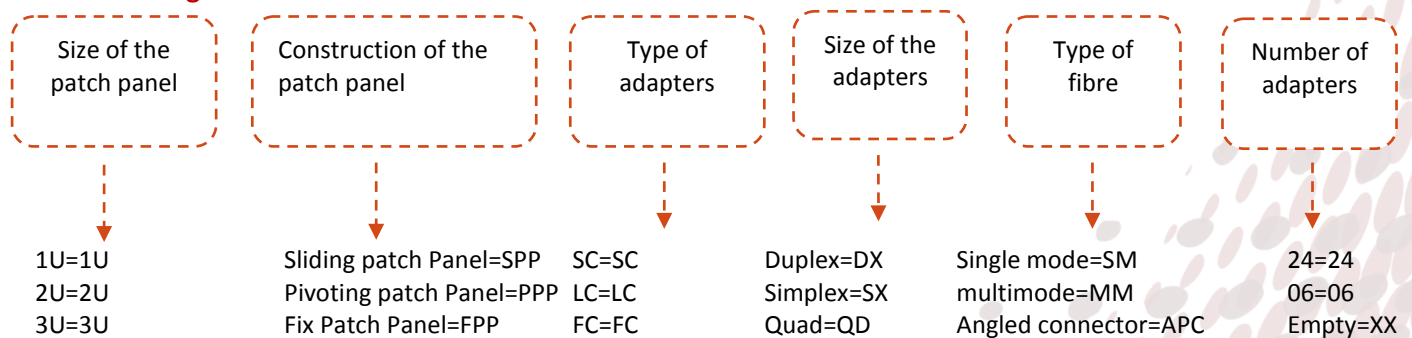 Size of the
patch panel
Construction of the
patch panel
Type of
adapters
Size of the
adapters
Type of
fibre
Number of
adapters
1U=1U
2U=2U
3U=3U
Sliding patch Panel=SPP
Pivoting patch Panel=PPP
Fix Patch Panel=FPP
SC=SC
LC=LC
FC=FC
Duplex=DX
Simplex=SX
Quad=QD
Single mode=SM
multimode=MM
Angled connector=APC
24=24
06=06
Empty=XX